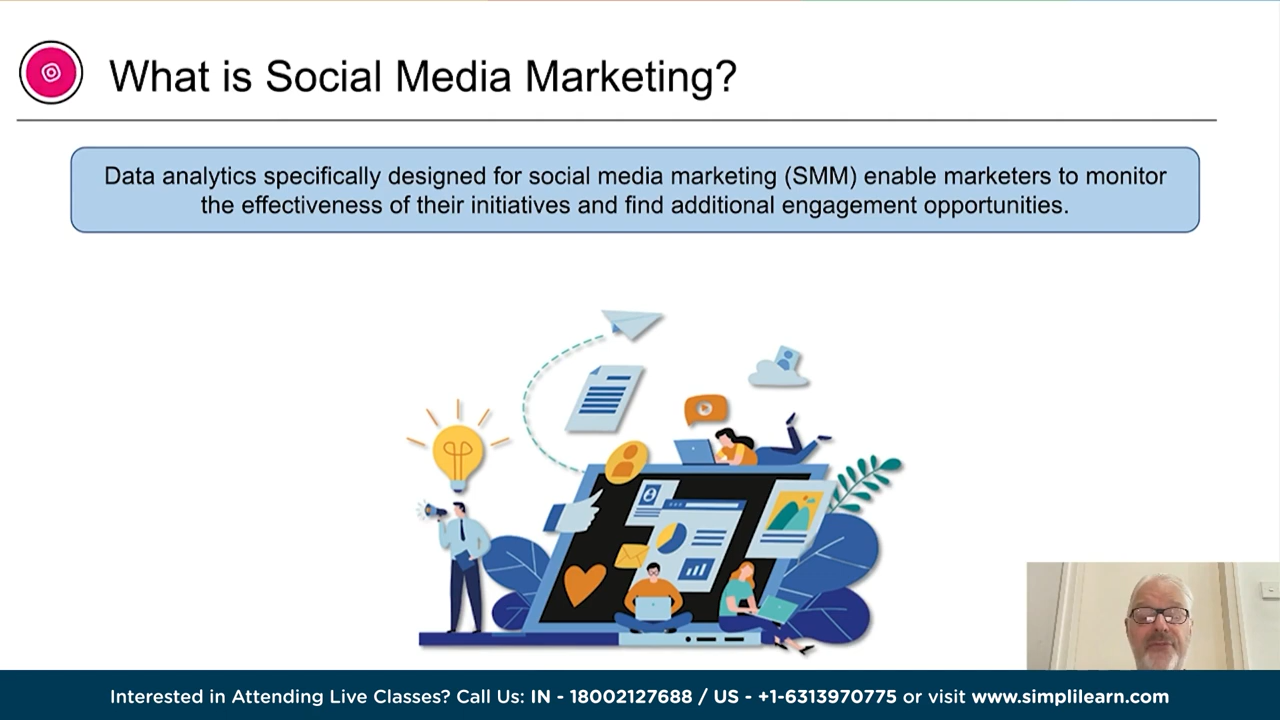 What is Social Media Marketing?
Data analytics specifically designed for social media marketing (SMM) enable marketers to monitor
the effectiveness of their initiatives and find additional engagement opportunities.
Interested in Attending Live Classes? Call Us: IN - 18002127688 / US - +1-6313970775 or visit www.simplilearn.com